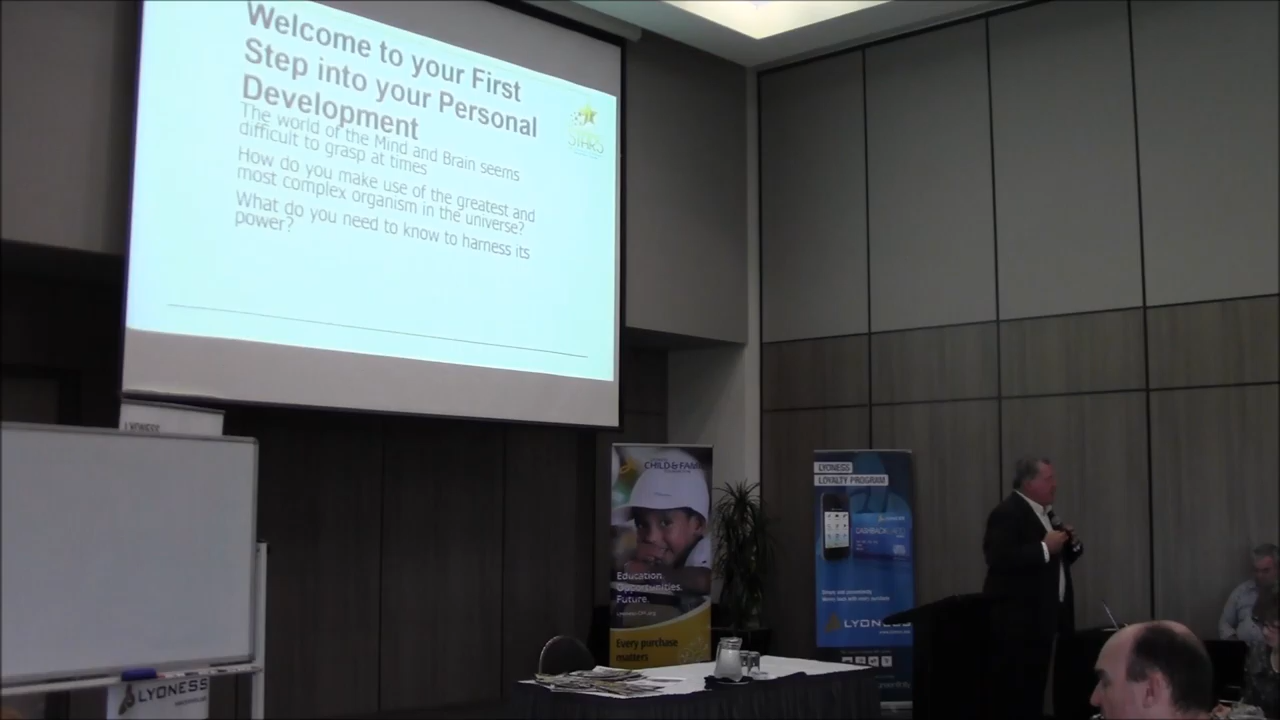 Welcome to your First
Step into your Personal
Development
The world of the Mind and Brain seems
difficult to grasp at times
How do you make use of the greatest and
most complex organism in the universe?
What do you need to know to harness its
power?
STARS
LYONESS
LYONESS
CHILD & FAMI
Education.
Opportunities.
Future.
Every purchase
matters
LYONESS
LOYALTY PROGRAM
CASHBACK CARD
LYONESS